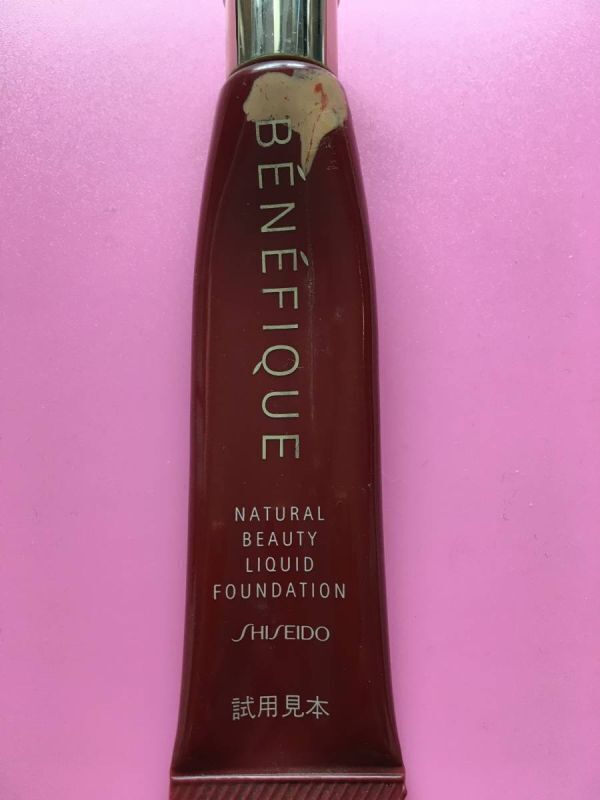 BÉNÉFIQUE
NATURAL
BEAUTY
LIQUID
FOUNDATION
SHISEIDO
試用見本